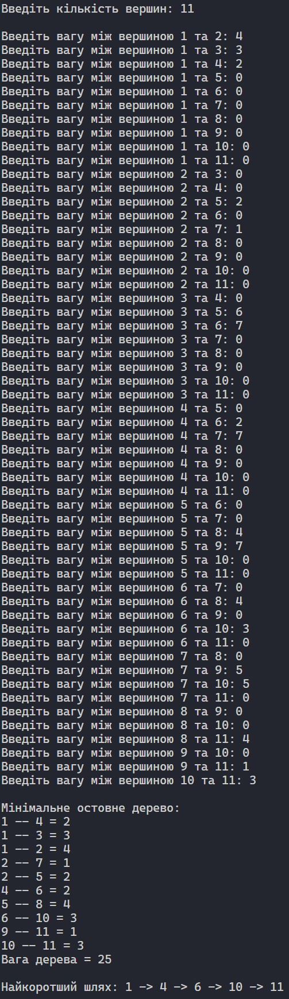 Введіть кількість вершин: 11
Введіть вагу між вершиною 1 та 2: 4
Введіть вагу між вершиною 1 та 3: 3
Введіть вагу між вершиною 1 та 4: 2
Введіть вагу між вершиною 1 та 5: 0
Введіть вагу між вершиною 1 та 6: 0
Введіть вагу між вершиною 1 та 7: 0
Введіть вагу між вершиною 1 та 8: 0
Введіть вагу між вершиною 1 та 9: 0
Введіть вагу між вершиною 1 та 10: 0
Введіть вагу між вершиною 1 та 11: 0
Введіть вагу між вершиною 2 та 3: 0
Введіть вагу між вершиною 2 та 4: 0
Введіть вагу між вершиною 2 та 5: 2
Введіть вагу між вершиною 2 та 6: 0
Введіть вагу між вершиною 2 та 7: 1
Введіть вагу між вершиною 2 та 8: 0
Введіть вагу між вершиною 2 та 9: 0
Введіть вагу між вершиною 2 та 10: 0
Введіть вагу між вершиною 2 та 11: 0
Введіть вагу між вершиною 3 та 4: 0
Введіть вагу між вершиною 3 та 5: 6
Введіть вагу між вершиною 3 та 6: 7
Введіть вагу між вершиною 3 та 7: 0
Введіть вагу між вершиною 3 та 8: 0
Введіть вагу між вершиною 3 та 9: 0
Введіть вагу між вершиною 3 та 10: 0
Введіть вагу між вершиною 3 та 11: 0
Введіть вагу між вершиною 4 та 5: 0
Введіть вагу між вершиною 4 та 6: 2
Введіть вагу між вершиною 4 та 7: 7
Введіть вагу між вершиною 4 та 8: 0
Введіть вагу між вершиною 4 та 9: 0
Введіть вагу між вершиною 4 та 10: 0
Введіть вагу між вершиною 4 та 11: 0
Введіть вагу між вершиною 5 та 6: 0
Введіть вагу між вершиною 5 та 7: 0
Введіть вагу між вершиною 5 та 8: 4
Введіть вагу між вершиною 5 та 9: 7
Введіть вагу між вершиною 5 та 10: 0
Введіть вагу між вершиною 5 та 11: 0
Введіть вагу між вершиною 6 та 7: 0
Введіть вагу між вершиною 6 та 8: 4
Введіть вагу між вершиною 6 та 9: 0
Введіть вагу між вершиною 6 та 10: 3
Введіть вагу між вершиною 6 та 11: 0
Введіть вагу між вершиною 7 та 8: 0
Введіть вагу між вершиною 7 та 9: 5
Введіть вагу між вершиною 7 та 10: 5
Введіть вагу між вершиною 7 та 11: 0
Введіть вагу між вершиною 8 та 9: 0
Введіть вагу між вершиною 8 та 10: 0
Введіть вагу між вершиною 8 та 11: 4
Введіть вагу між вершиною 9 та 10: 0
Введіть вагу між вершиною 9 та 11: 1
Введіть вагу між вершиною 10 та 11: 3
Мінімальне остовне дерево:
1 -- 4 = 2
1 -- 3 = 3
1 -- 2 = 4
2 -- 7 = 1
2 -- 5 = 2
4 -- 6 = 2
5 -- 8 = 4
6 -- 10 = 3
9 -- 11 = 1
10 -- 11 = 3
Вага дерева = 25
Найкоротший шлях: 1 -> 4 -> 6 -> 10 -> 11